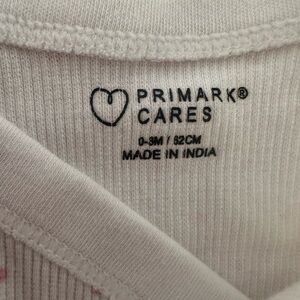 PRIMARK®
CARES
0-3M / 62CM
MADE IN INDIA